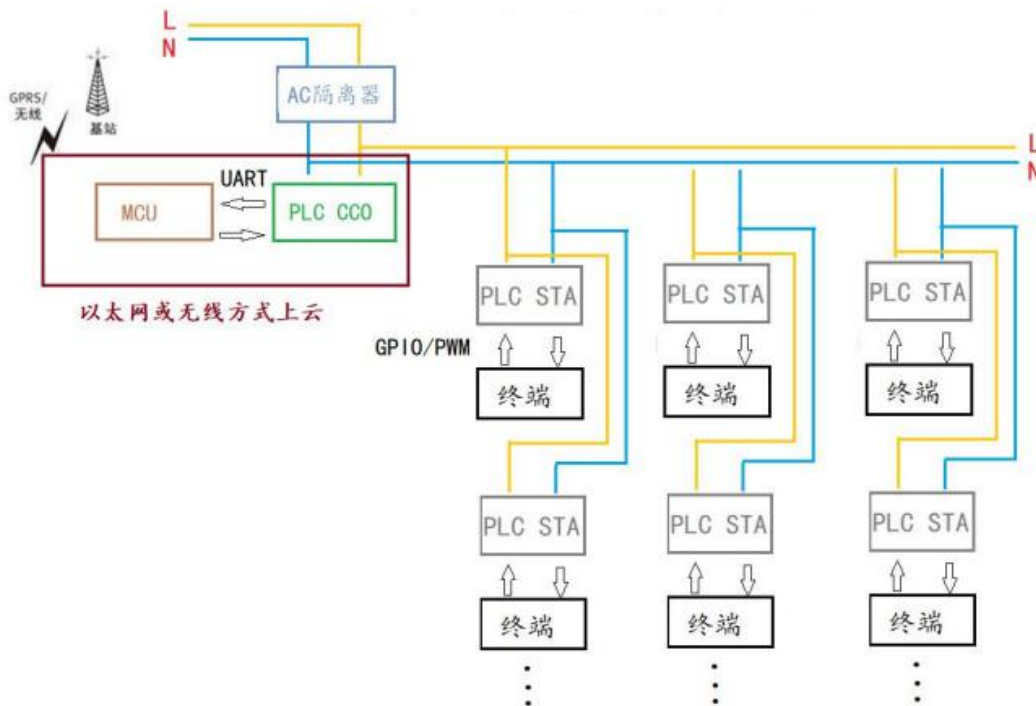 L
N
AC隔离器
GPRS/
无线
基站
L
N
UART
MCU
PLC CCO
以太网或无线方式上云
PLC STA
PLC STA
PLC STA
GPIO/PWM
终端
终端
终端
PLC STA
PLC STA
PLC STA
终端
终端
终端